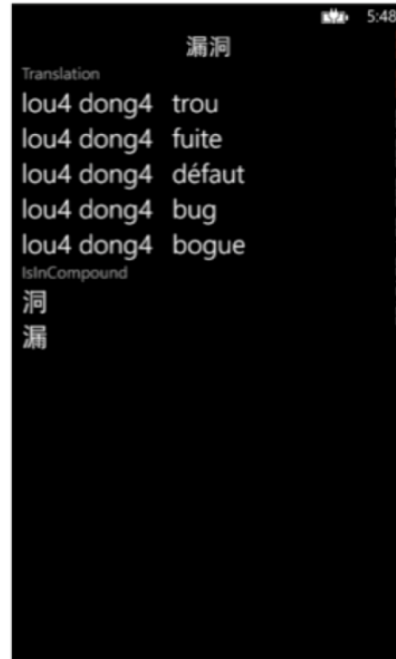 5:48
漏洞
Translation
lou4 dong4 trou
lou4 dong4 fuite
lou4 dong4 défaut
lou4 dong4 bug
lou4 dong4 bogue
IsInCompound
洞
漏